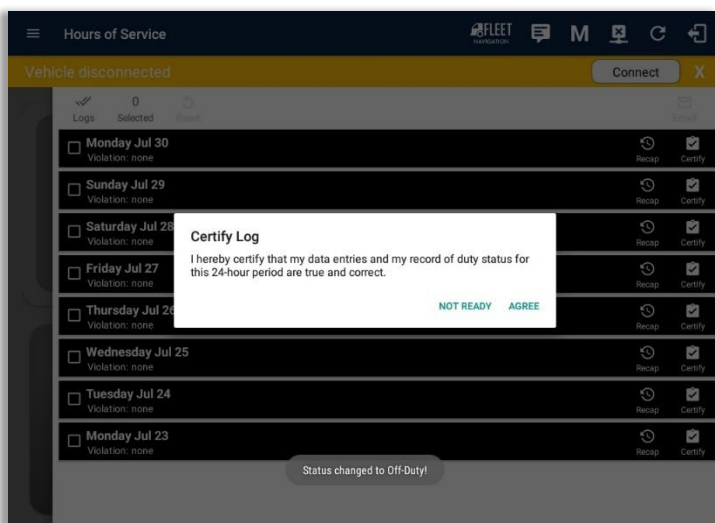 Hours of Service
FLEET
NAVIGATION
M
Vehicle disconnected
Connect
X
Logs
0
Selected
Reset
Email
Monday Jul 30
Violation: none
Recap
Certify
Sunday Jul 29
Violation: none
Recap
Certify
Saturday Jul 28
Violation: none
Recap
Certify
Friday Jul 27
Violation: none
Recap
Certify
Thursday Jul 26
Violation: none
Recap
Certify
Wednesday Jul 25
Violation: none
Recap
Certify
Tuesday Jul 24
Violation: none
Recap
Certify
Monday Jul 23
Violation: none
Recap
Certify
Certify Log
I hereby certify that my data entries and my record of duty status for
this 24-hour period are true and correct.
NOT READY AGREE
Status changed to Off-Duty!